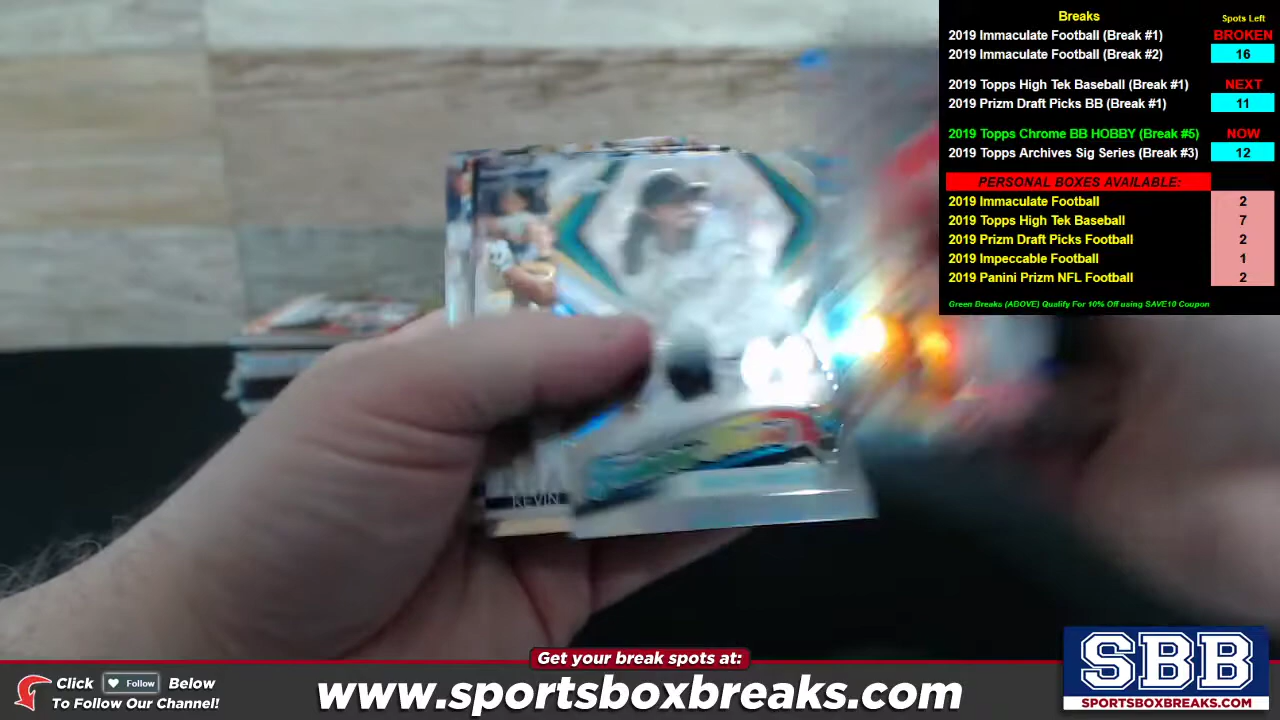 Breaks Spots Left
2019 Immaculate Football (Break #1) BROKEN
2019 Immaculate Football (Break #2) 16
2019 Topps High Tek Baseball (Break #1) NEXT
2019 Prizm Draft Picks BB (Break #1) 11
2019 Topps Chrome BB HOBBY (Break #5) NOW
2019 Topps Archives Sig Series (Break #3) 12
PERSONAL BOXES AVAILABLE:
2019 Immaculate Football 2
2019 Topps High Tek Baseball 7
2019 Prizm Draft Picks Football 2
2019 Impeccable Football 1
2019 Panini Prizm NFL Football 2
Green Breaks (ABOVE) Qualify For 10% Off using SAVE10 Coupon
KEVIN
Get your break spots at:
Click Follow Below
To Follow Our Channel!
www.sportsboxbreaks.com
SBB
SPORTSBOXBREAKS.COM